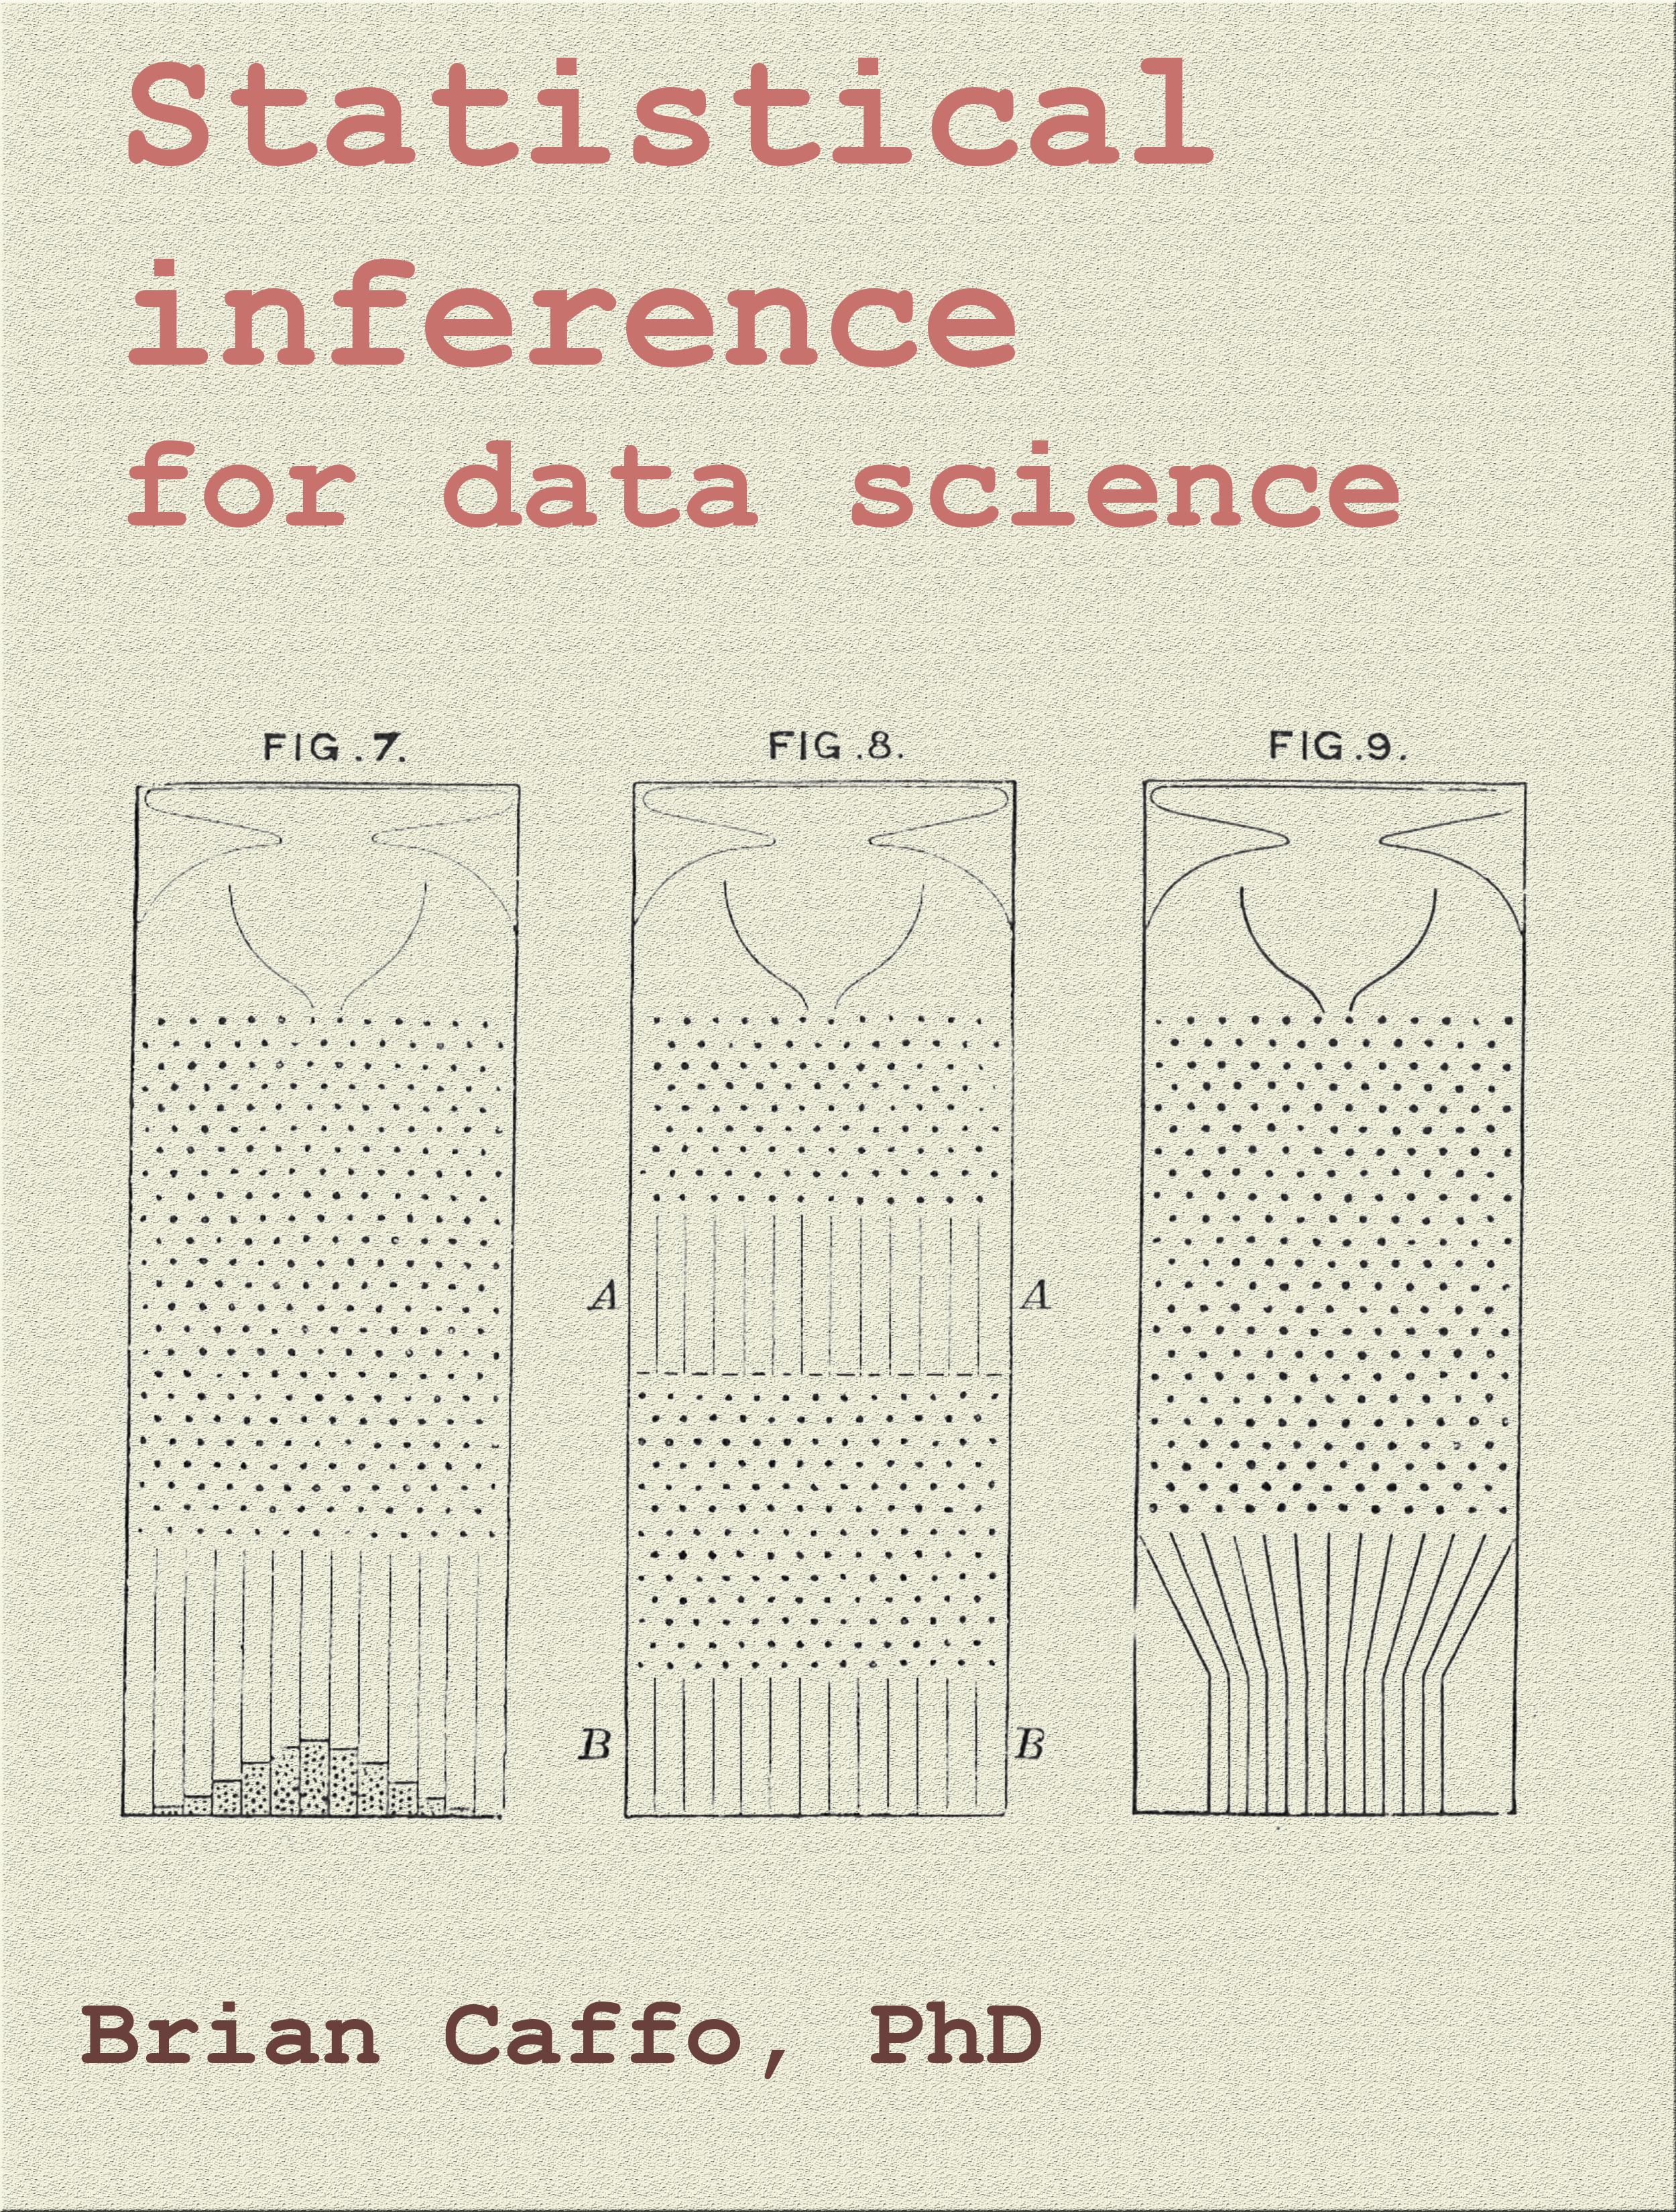 Statistical
inference
for data science
FIG.7. FIG.8. FIG.9.
A A
B B
Brian Caffo, PhD